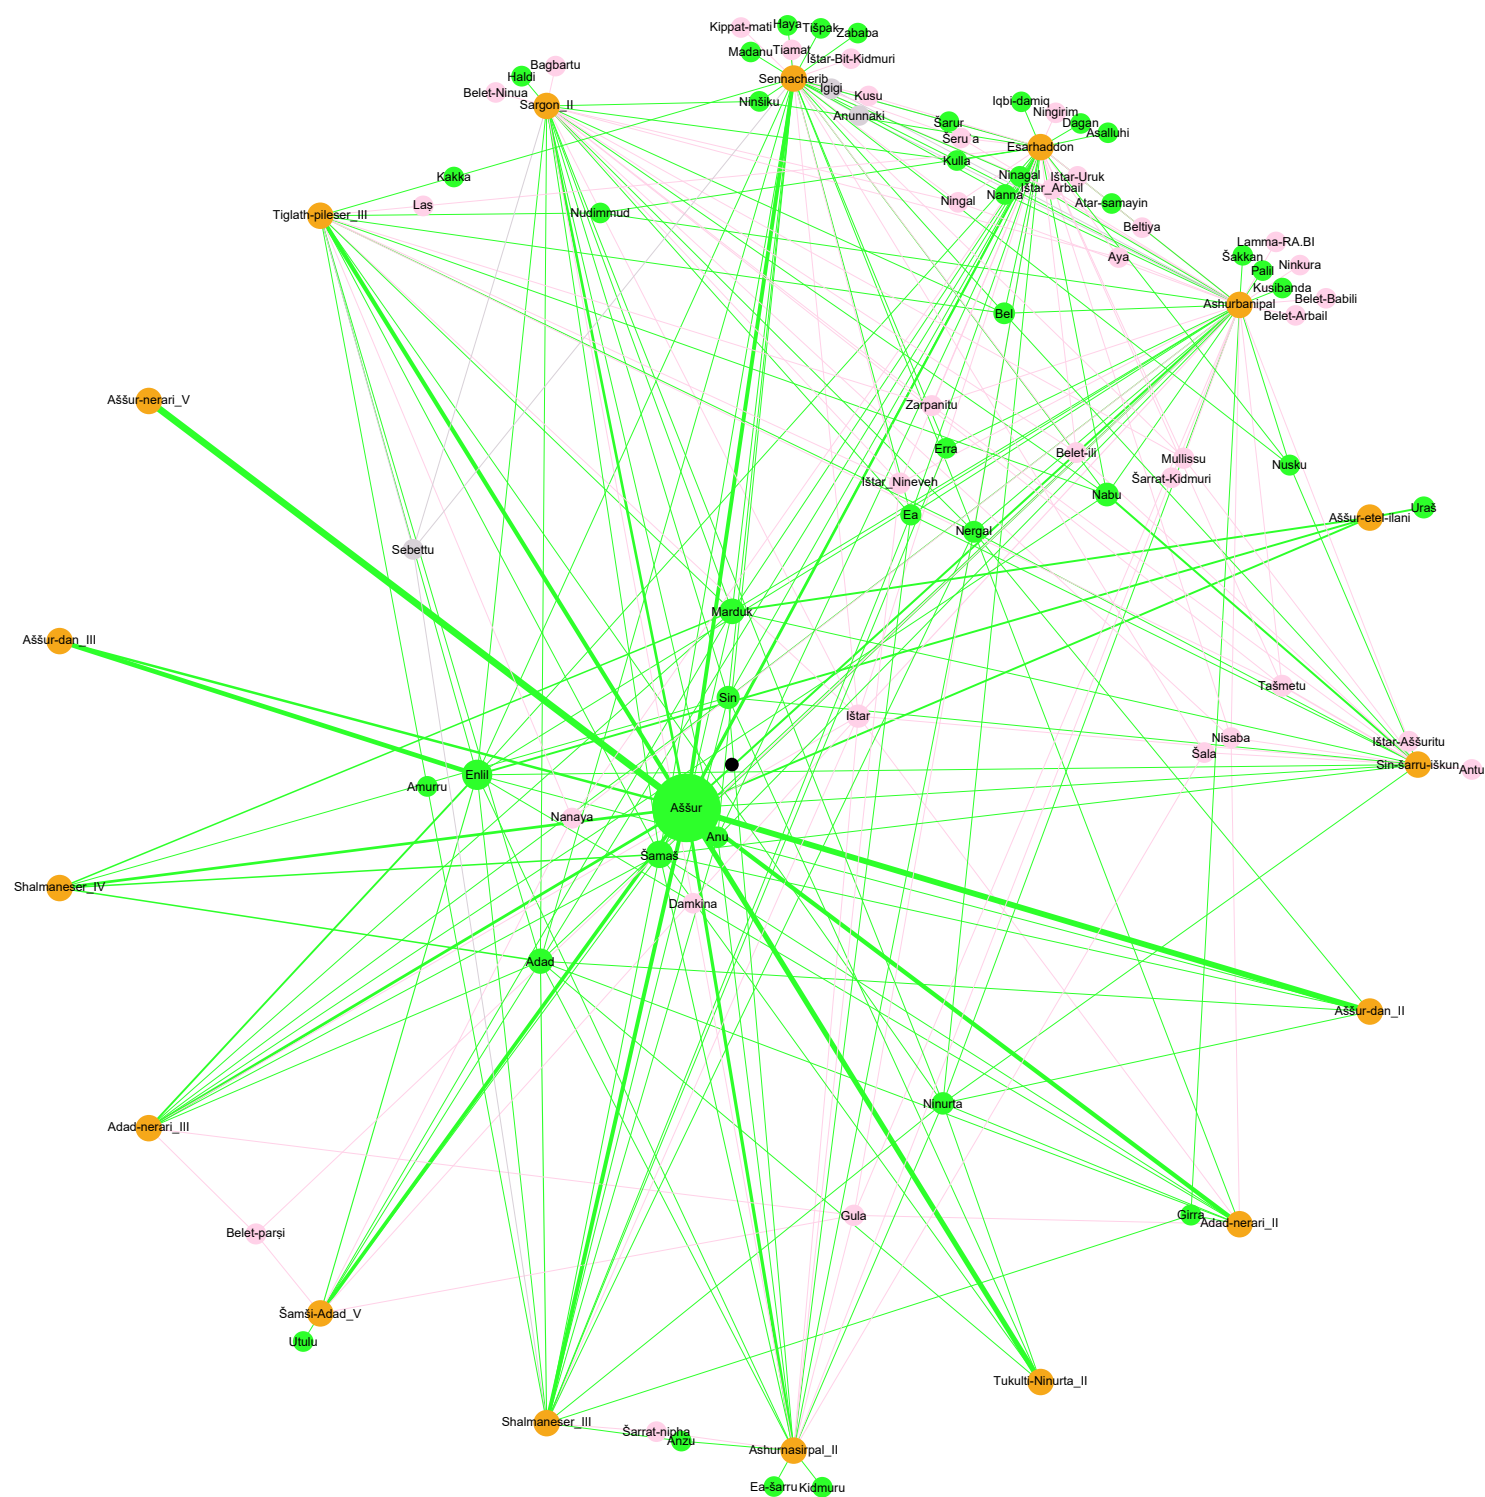 Kippat-mati
Haya
Tišpak
Zababa
Madanu
Tiamat
Ištar-Bit-Kidmuri
Bagbartu
Haldi
Belet-Ninua
Sargon_II
Sennacherib
Igigi
Kusu
Ninšiku
Anunnaki
Iqbi-damiq
Ningirim
Šarur
Dagan
Asalluhi
Šeru`a
Esarhaddon
Kulla
Kakka
Ninagal
Ištar-Uruk
Ištar_Arbail
Nanna
Ningal
Atar-samayin
Laṣ
Tiglath-pileser_III
Nudimmud
Beltiya
Aya
Lamma-RA.BI
Šakkan
Palil
Ninkura
Kusibanda
Belet-Babili
Ashurbanipal
Belet-Arbail
Bel
Aššur-nerari_V
Zarpanitu
Erra
Belet-ili
Mullissu
Nusku
Šarrat-Kidmuri
Ištar_Nineveh
Nabu
Uraš
Ea
Aššur-etel-ilani
Nergal
Sebettu
Marduk
Aššur-dan_III
Tašmetu
Sin
Ištar
Nisaba
Ištar-Aššuritu
Šala
Sin-šarru-iškun
Antu
Enlil
Amurru
Aššur
Nanaya
Anu
Šamaš
Shalmaneser_IV
Damkina
Adad
Aššur-dan_II
Ninurta
Adad-nerari_III
Gula
Girra
Adad-nerari_II
Belet-parṣi
Šamši-Adad_V
Utulu
Tukulti-Ninurta_II
Shalmaneser_III
Šarrat-nipha
Anzu
Ashurnasirpal_II
Ea-šarru
Kidmuru